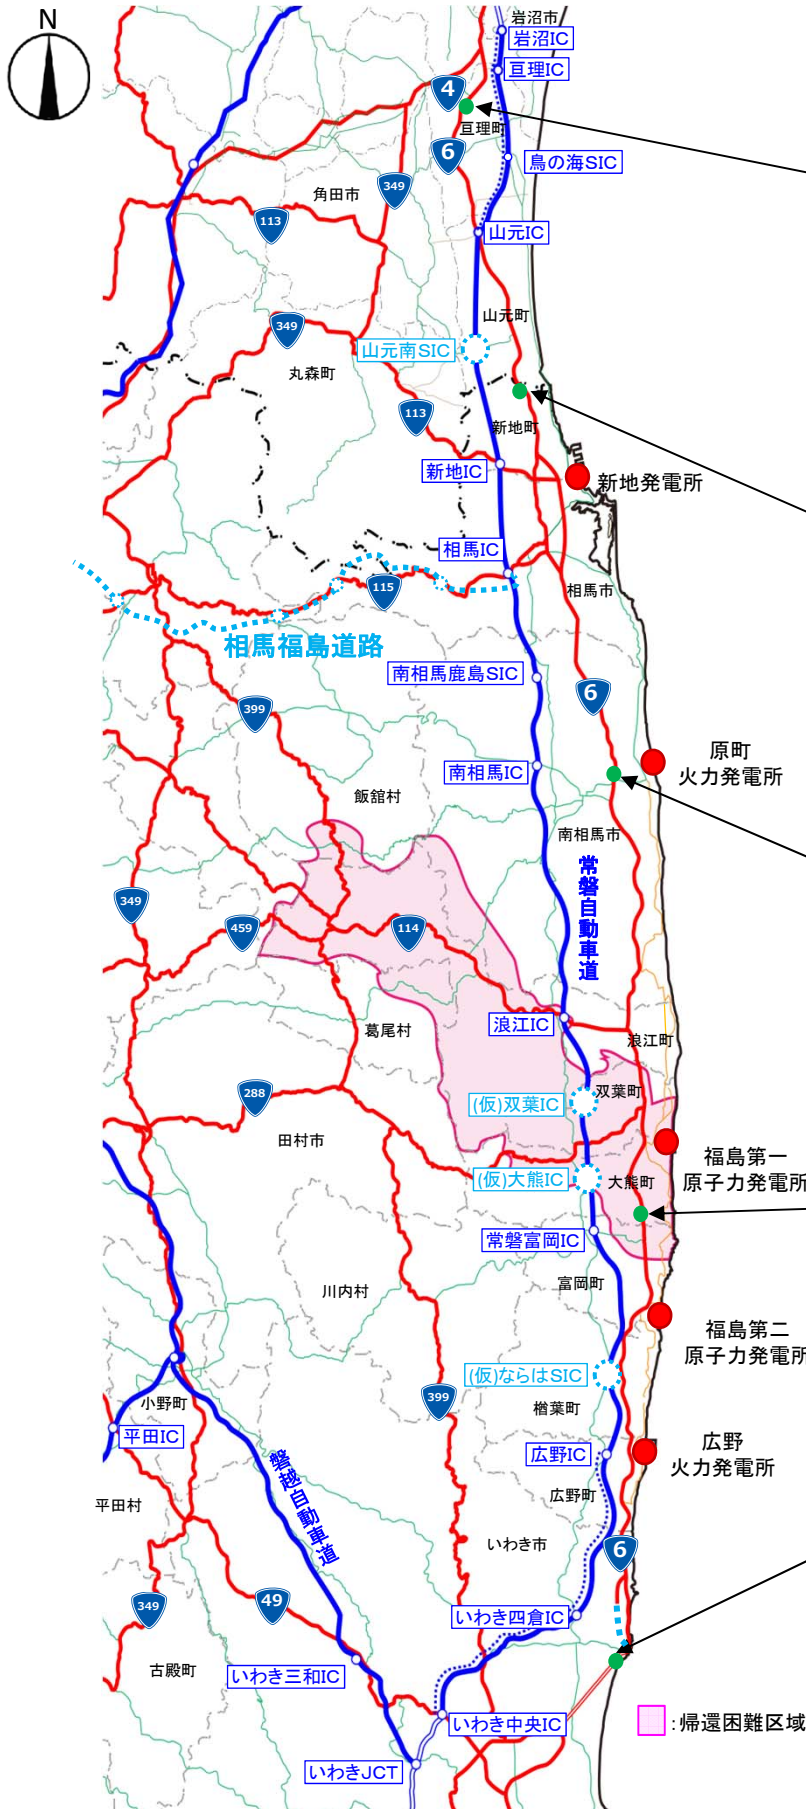 N
岩沼市
岩沼IC
亘理IC
4
亘理町
6
鳥の海SIC
角田市
349
113
山元IC
山元町
349
山元南SIC
丸森町
113
新地町
新地IC
新地発電所
相馬IC
115
相馬市
相馬福島道路
南相馬鹿島SIC
6
399
原町
火力発電所
南相馬IC
飯舘村
南相馬市
常磐自動車道
349
459
114
浪江IC
葛尾村
浪江町
双葉町
(仮)双葉IC
288
田村市
福島第一
原子力発電所
(仮)大熊IC
大熊町
常磐富岡IC
富岡町
川内村
福島第二
原子力発電所
(仮)ならはSIC
399
楢葉町
小野町
平田IC
広野IC
広野
火力発電所
磐越自動車道
広野町
平田村
いわき市
6
349
49
いわき四倉IC
古殿町
いわき三和IC
いわき中央IC
:帰還困難区域
いわきJCT